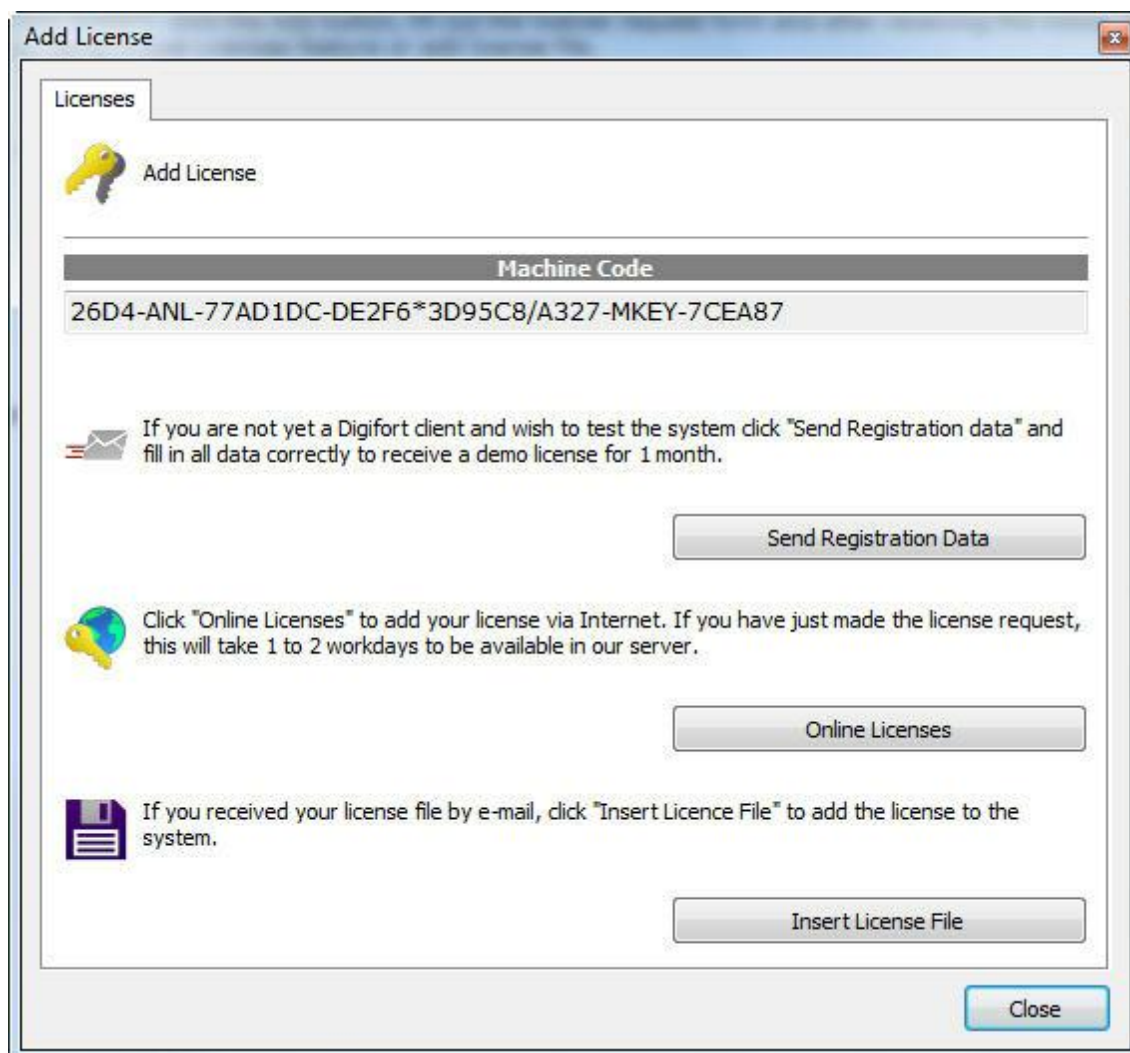 Add License
Licenses
Add License
Machine Code
26D4-ANL-77AD1DC-DE2F6*3D95C8/A327-MKEY-7CEA87
If you are not yet a Digifort client and wish to test the system click "Send Registration data" and
fill in all data correctly to receive a demo license for 1 month.
Send Registration Data
Click "Online Licenses" to add your license via Internet. If you have just made the license request,
this will take 1 to 2 workdays to be available in our server.
Online Licenses
If you received your license file by e-mail, click "Insert Licence File" to add the license to the
system.
Insert License File
Close